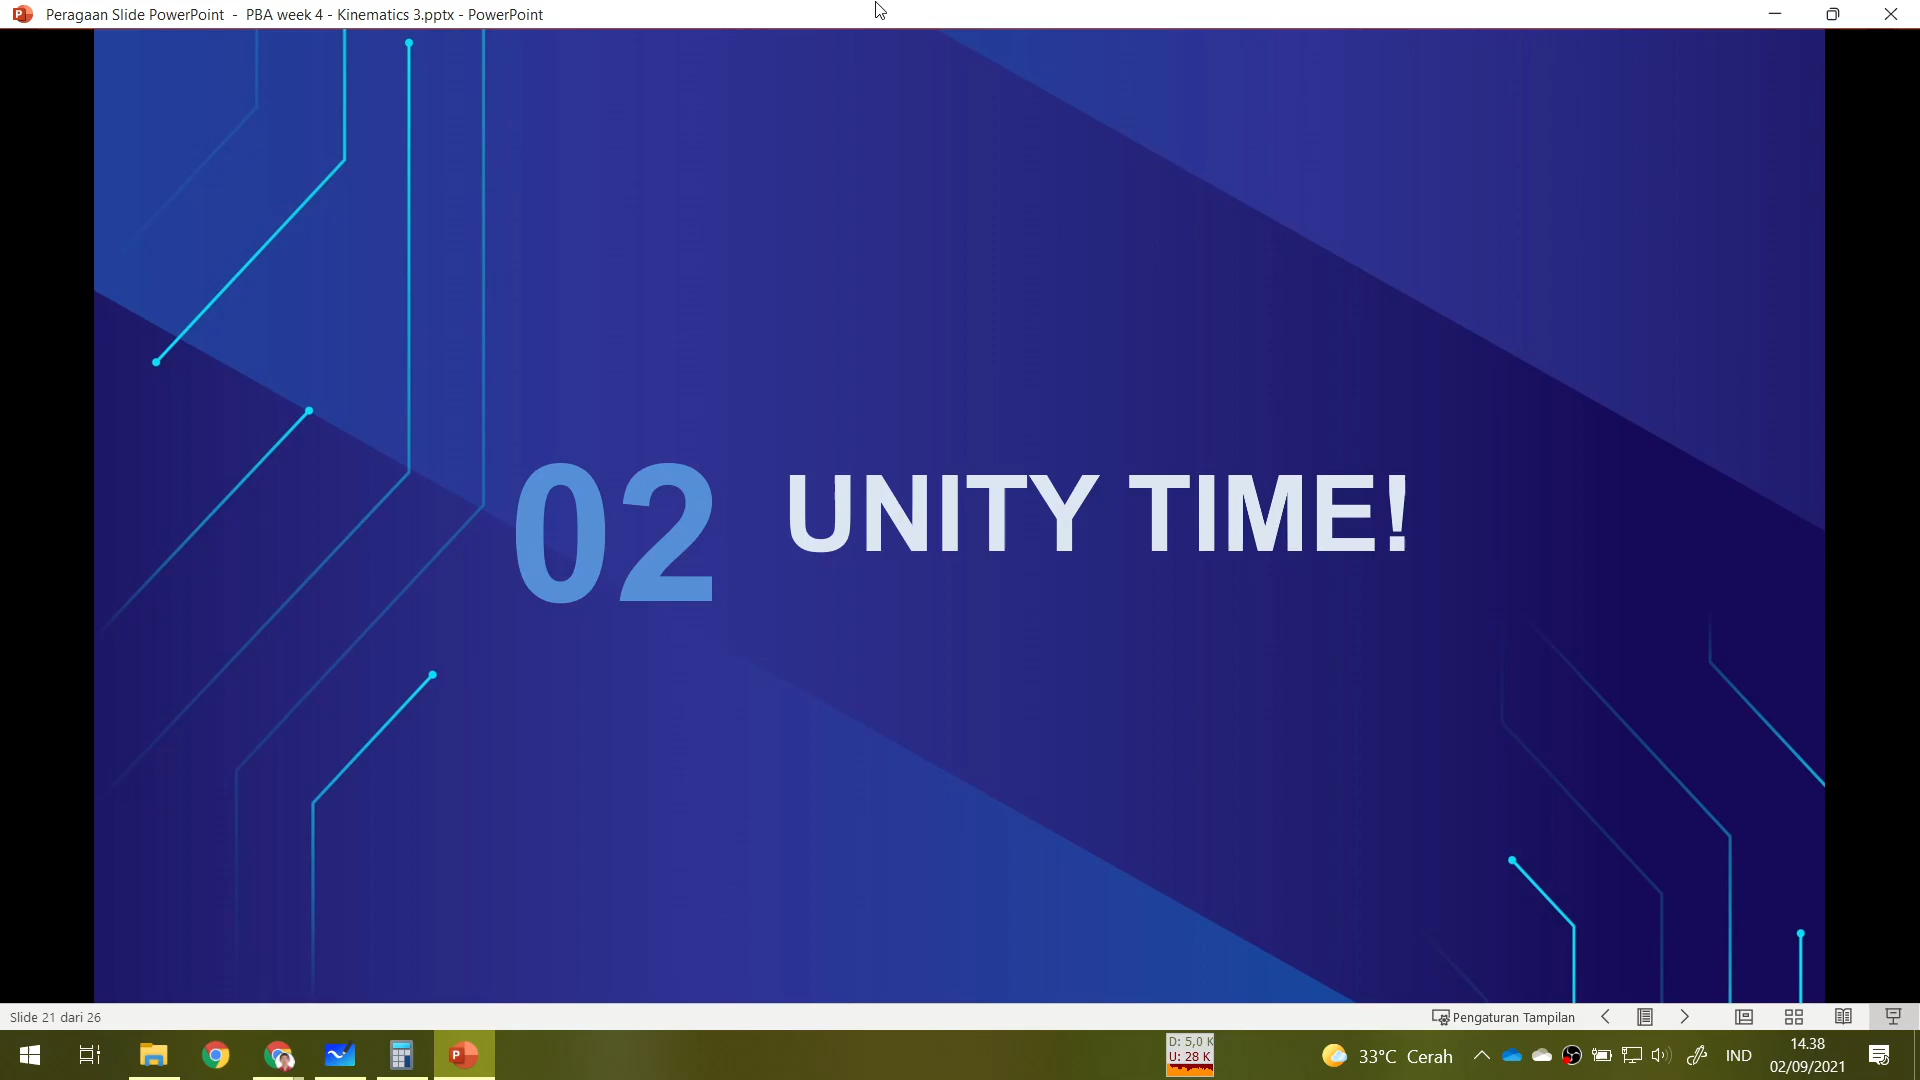 Peragaan Slide PowerPoint - PBA week 4 - Kinematics 3.pptx - PowerPoint
02 UNITY TIME!
Slide 21 dari 26
Pengaturan Tampilan
D: 5,0 K
U: 28 K
33°C Cerah
IND
14.38
02/09/2021